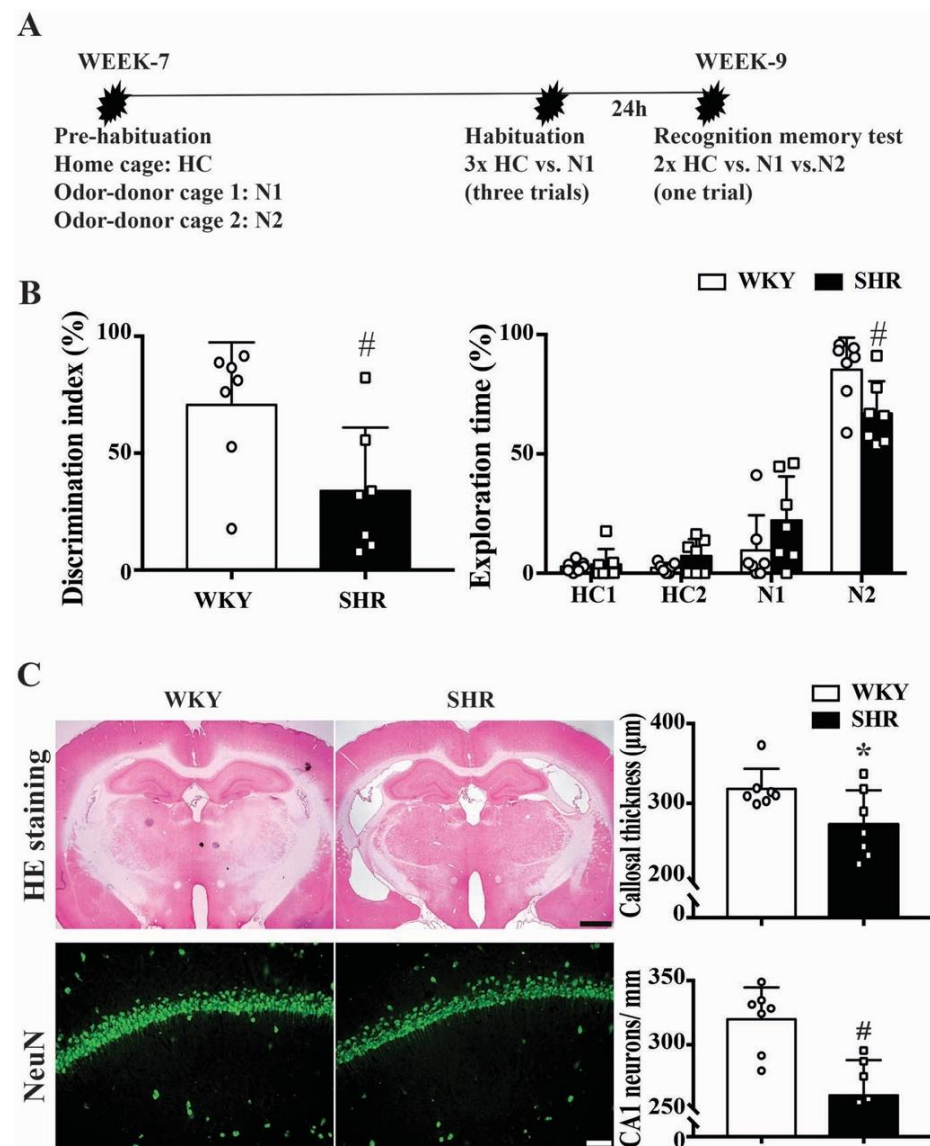 A
WEEK-7
WEEK-9
24h
Pre-habituation
Home cage: HC
Odor-donor cage 1: N1
Odor-donor cage 2: N2
Habituation
3x HC vs. N1
(three trials)
Recognition memory test
2x HC vs. N1 vs.N2
(one trial)
B
WKY SHR
Discrimination index (%)
100
50
0
#
WKY SHR
Exploration time (%)
100
50
0
#
HC1 HC2 N1 N2
C
WKY SHR
HE staining
NeuN
WKY
SHR
Callosal thickness (μm)
400
300
200
0
*
CA1 neurons/ mm
350
300
250
0
#